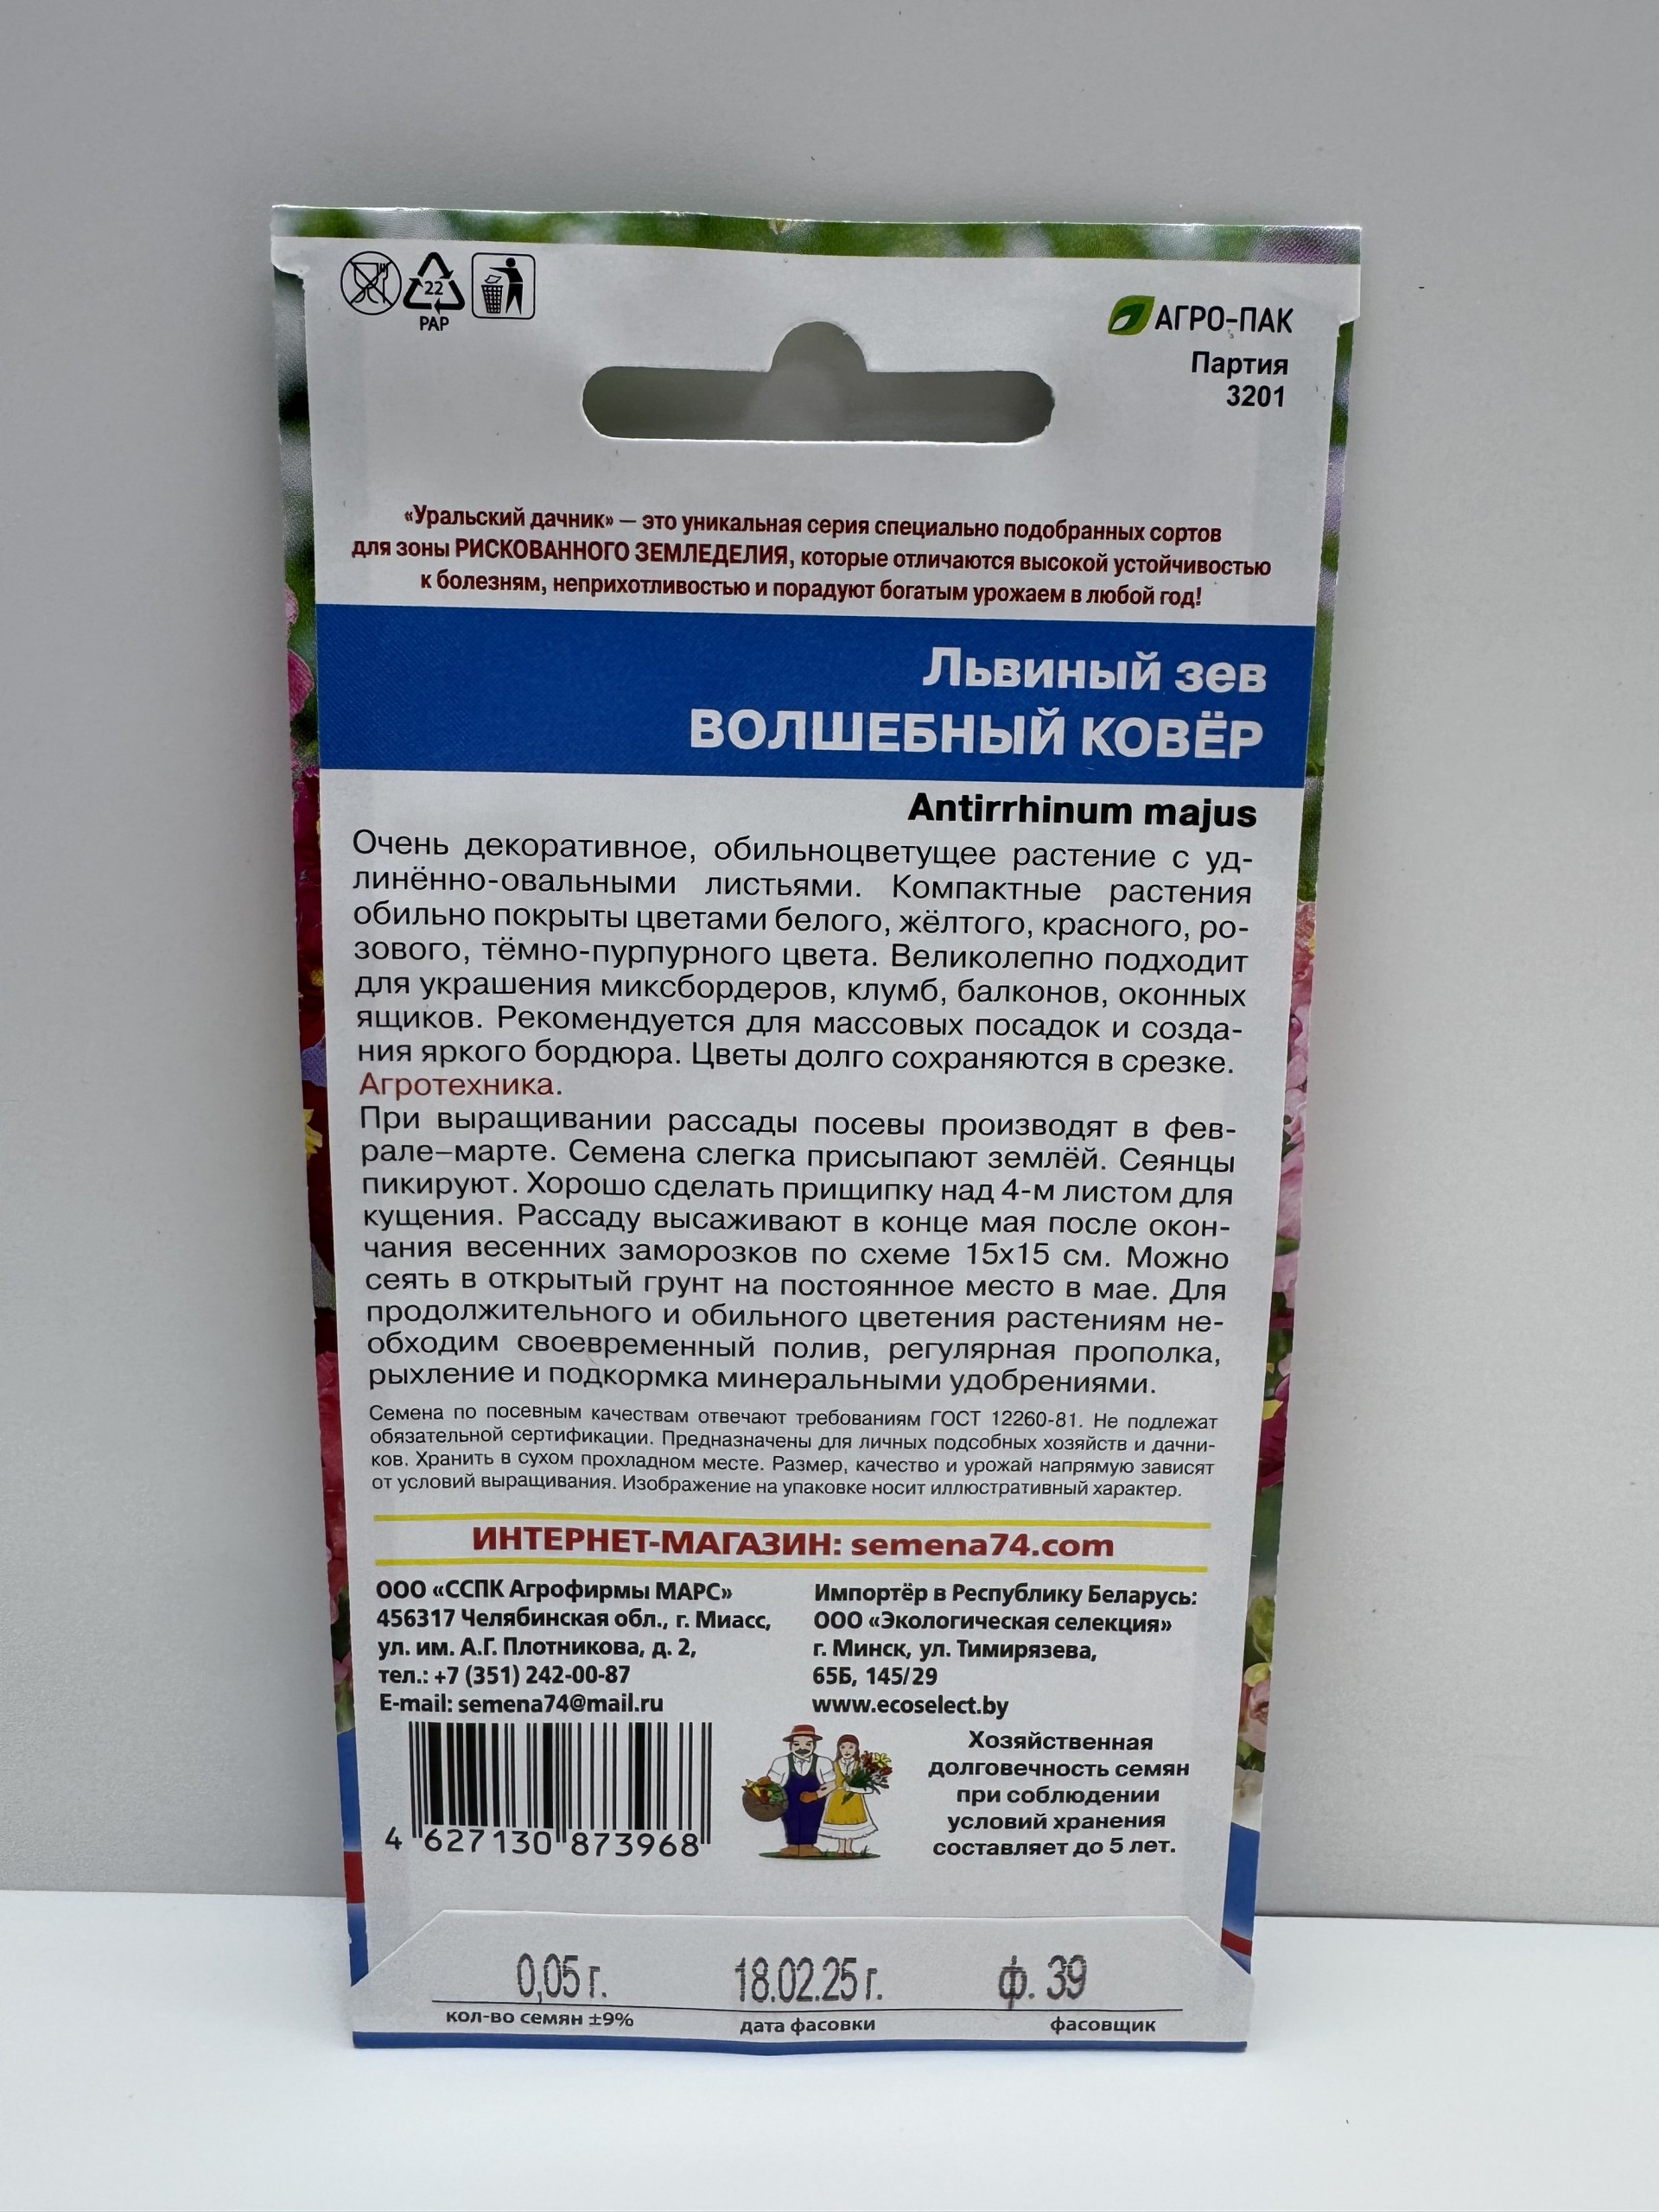 22
PAP
АГРО-ПАК
Партия
3201
«Уральский дачник» — это уникальная серия специально подобранных сортов
для зоны РИСКОВАННОГО ЗЕМЛЕДЕЛИЯ, которые отличаются высокой устойчивостью
к болезням, неприхотливостью и порадуют богатым урожаем в любой год!
Львиный зев
ВОЛШЕБНЫЙ КОВЁР
Antirrhinum majus
Очень декоративное, обильноцветущее растение с уд-
линённо-овальными листьями. Компактные растения
обильно покрыты цветами белого, жёлтого, красного, ро-
зового, тёмно-пурпурного цвета. Великолепно подходит
для украшения миксбордеров, клумб, балконов, оконных
ящиков. Рекомендуется для массовых посадок и созда-
ния яркого бордюра. Цветы долго сохраняются в срезке.
Агротехника.
При выращивании рассады посевы производят в фев-
рале–марте. Семена слегка присыпают землёй. Сеянцы
пикируют. Хорошо сделать прищипку над 4-м листом для
кущения. Рассаду высаживают в конце мая после окон-
чания весенних заморозков по схеме 15х15 см. Можно
сеять в открытый грунт на постоянное место в мае. Для
продолжительного и обильного цветения растениям не-
обходим своевременный полив, регулярная прополка,
рыхление и подкормка минеральными удобрениями.
Семена по посевным качествам отвечают требованиям ГОСТ 12260-81. Не подлежат
обязательной сертификации. Предназначены для личных подсобных хозяйств и дачни-
ков. Хранить в сухом прохладном месте. Размер, качество и урожай напрямую зависят
от условий выращивания. Изображение на упаковке носит иллюстративный характер.
ИНТЕРНЕТ-МАГАЗИН: semena74.com
ООО «ССПК Агрофирмы МАРС»
456317 Челябинская обл., г. Миасс,
ул. им. А.Г. Плотникова, д. 2,
тел.: +7 (351) 242-00-87
E-mail: semena74@mail.ru
Импортёр в Республику Беларусь:
ООО «Экологическая селекция»
г. Минск, ул. Тимирязева,
65Б, 145/29
www.ecoselect.by
4 627130 873968
Хозяйственная
долговечность семян
при соблюдении
условий хранения
составляет до 5 лет.
0,05 г. 18.02.25 г. ф. 39
кол-во семян ±9% дата фасовки фасовщик